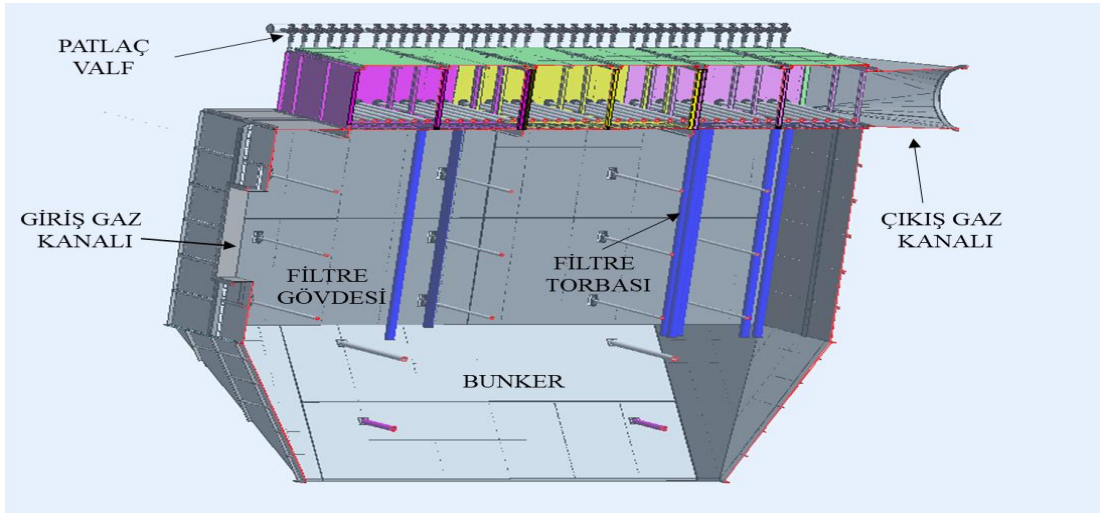 PATLAÇ
VALF
GİRİŞ GAZ
KANALI
FİLTRE
GÖVDESİ
FİLTRE
TORBASI
ÇIKIŞ GAZ
KANALI
BUNKER